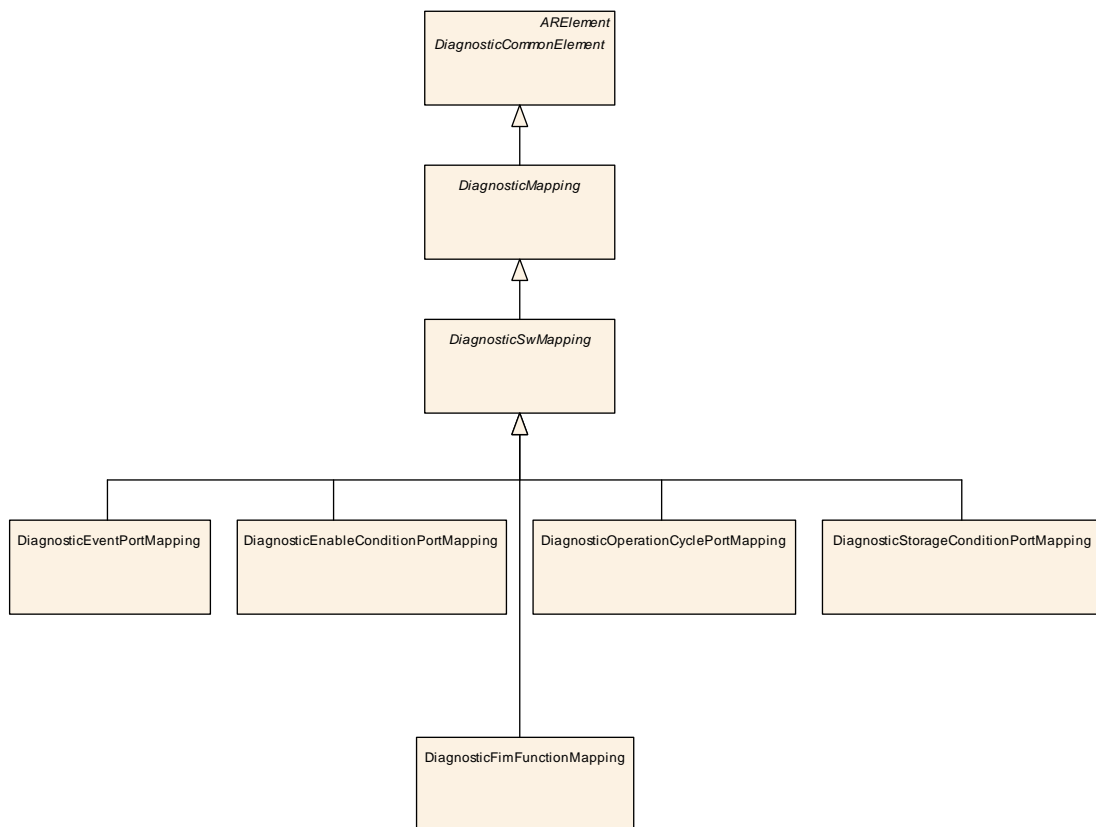 ARElement
DiagnosticCommonElement
DiagnosticMapping
DiagnosticSwMapping
DiagnosticEventPortMapping
DiagnosticEnableConditionPortMapping
DiagnosticOperationCyclePortMapping
DiagnosticStorageConditionPortMapping
DiagnosticFimFunctionMapping